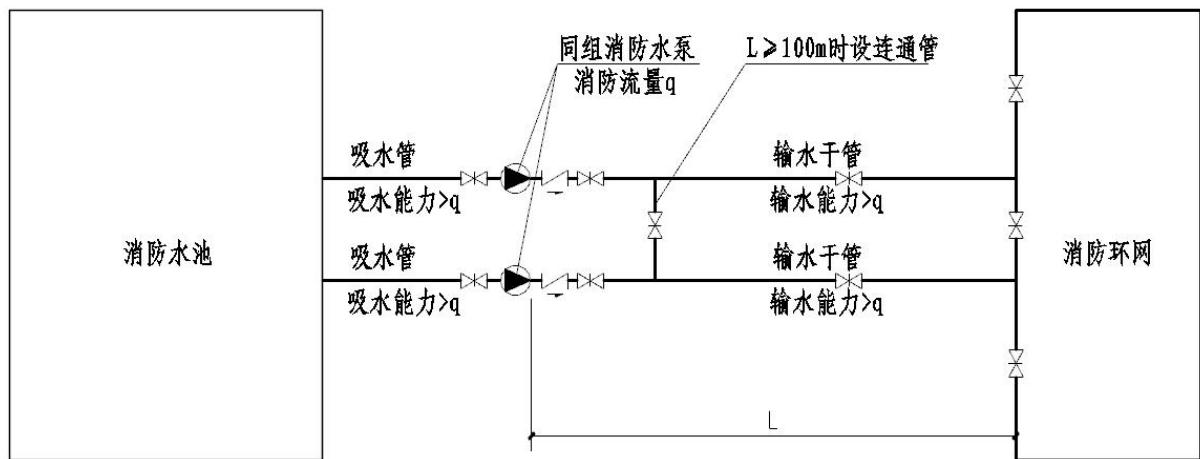 同组消防水泵
消防流量q
L≥100m时设连通管
吸水管
吸水能力>q
输水干管
输水能力>q
消防水池
吸水管
吸水能力>q
输水干管
输水能力>q
消防环网
L